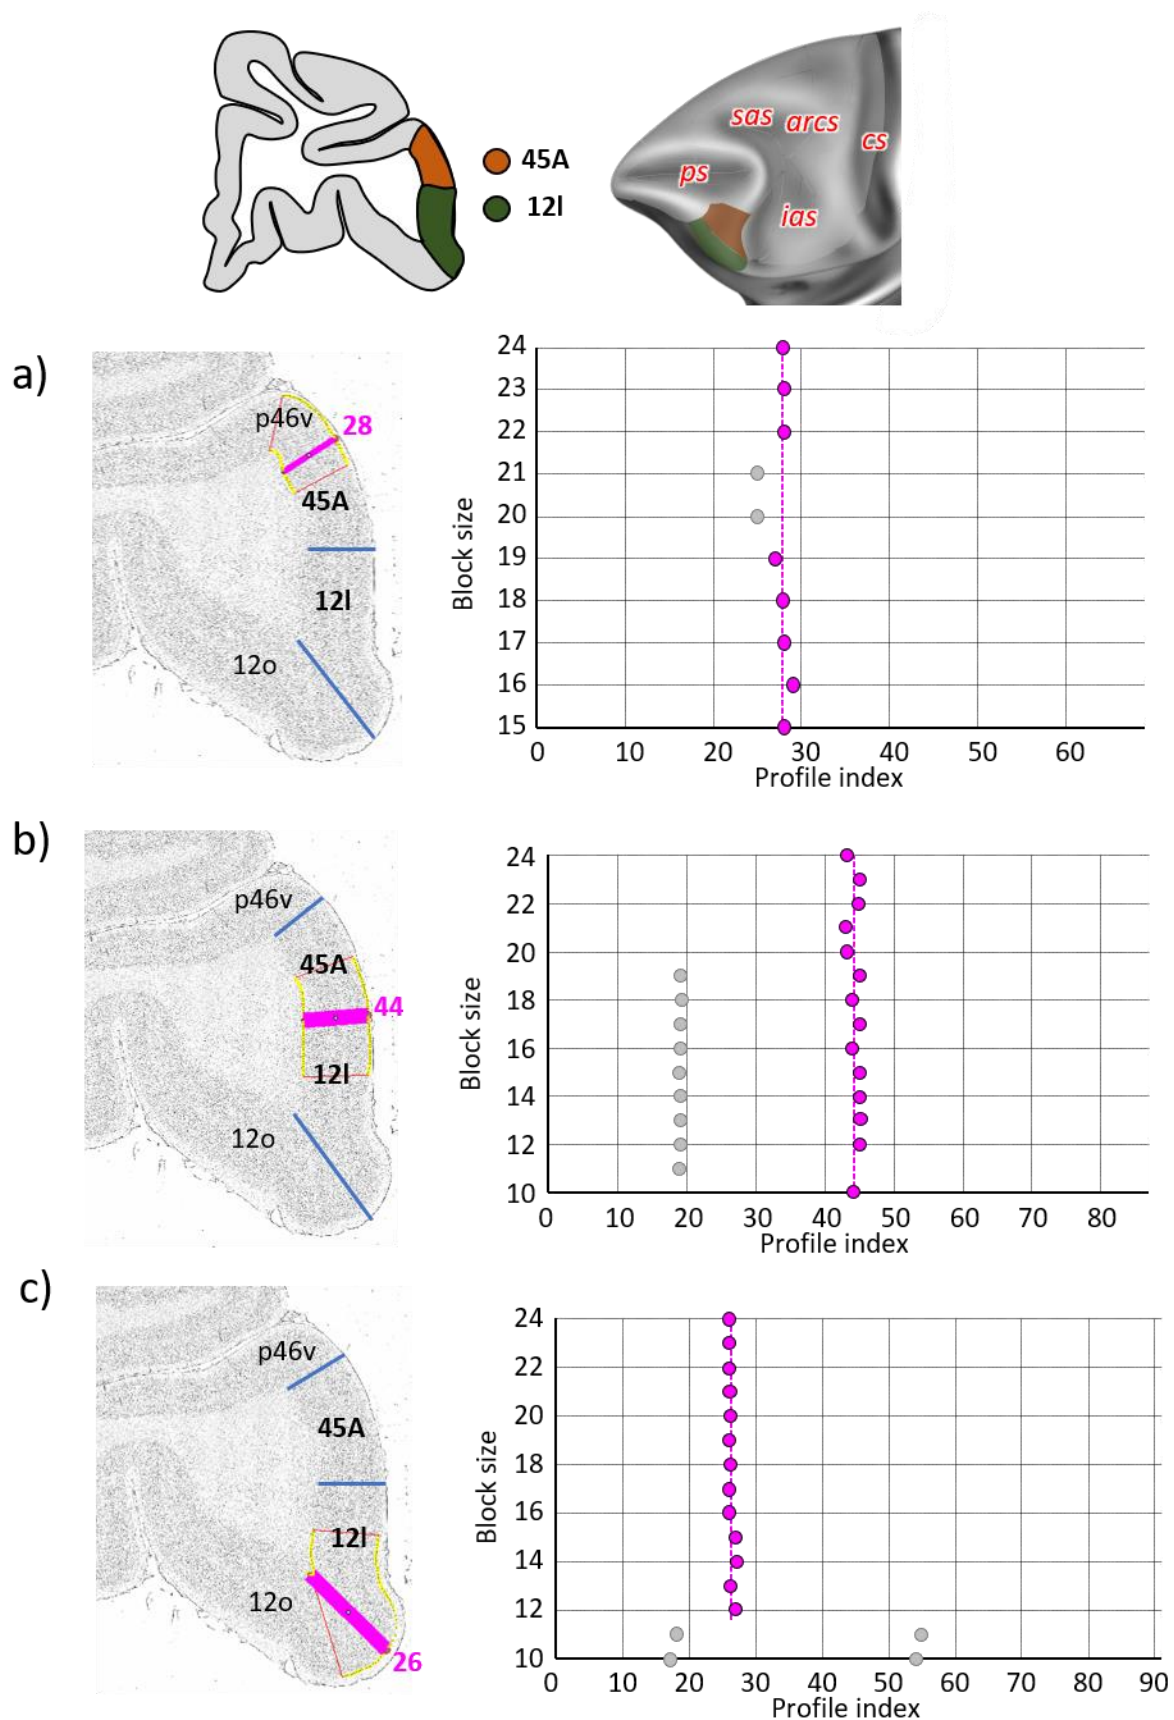 45A
12l
sas
arcs
cs
ps
ias
a)
p46v
28
45A
12l
12o
Block size
24
23
22
21
20
19
18
17
16
15
0 10 20 30 40 50 60
Profile index
b)
p46v
45A
44
12l
12o
Block size
24
22
20
18
16
14
12
10
0 10 20 30 40 50 60 70 80
Profile index
c)
p46v
45A
12l
12o
26
Block size
24
22
20
18
16
14
12
10
0 10 20 30 40 50 60 70 80 90
Profile index